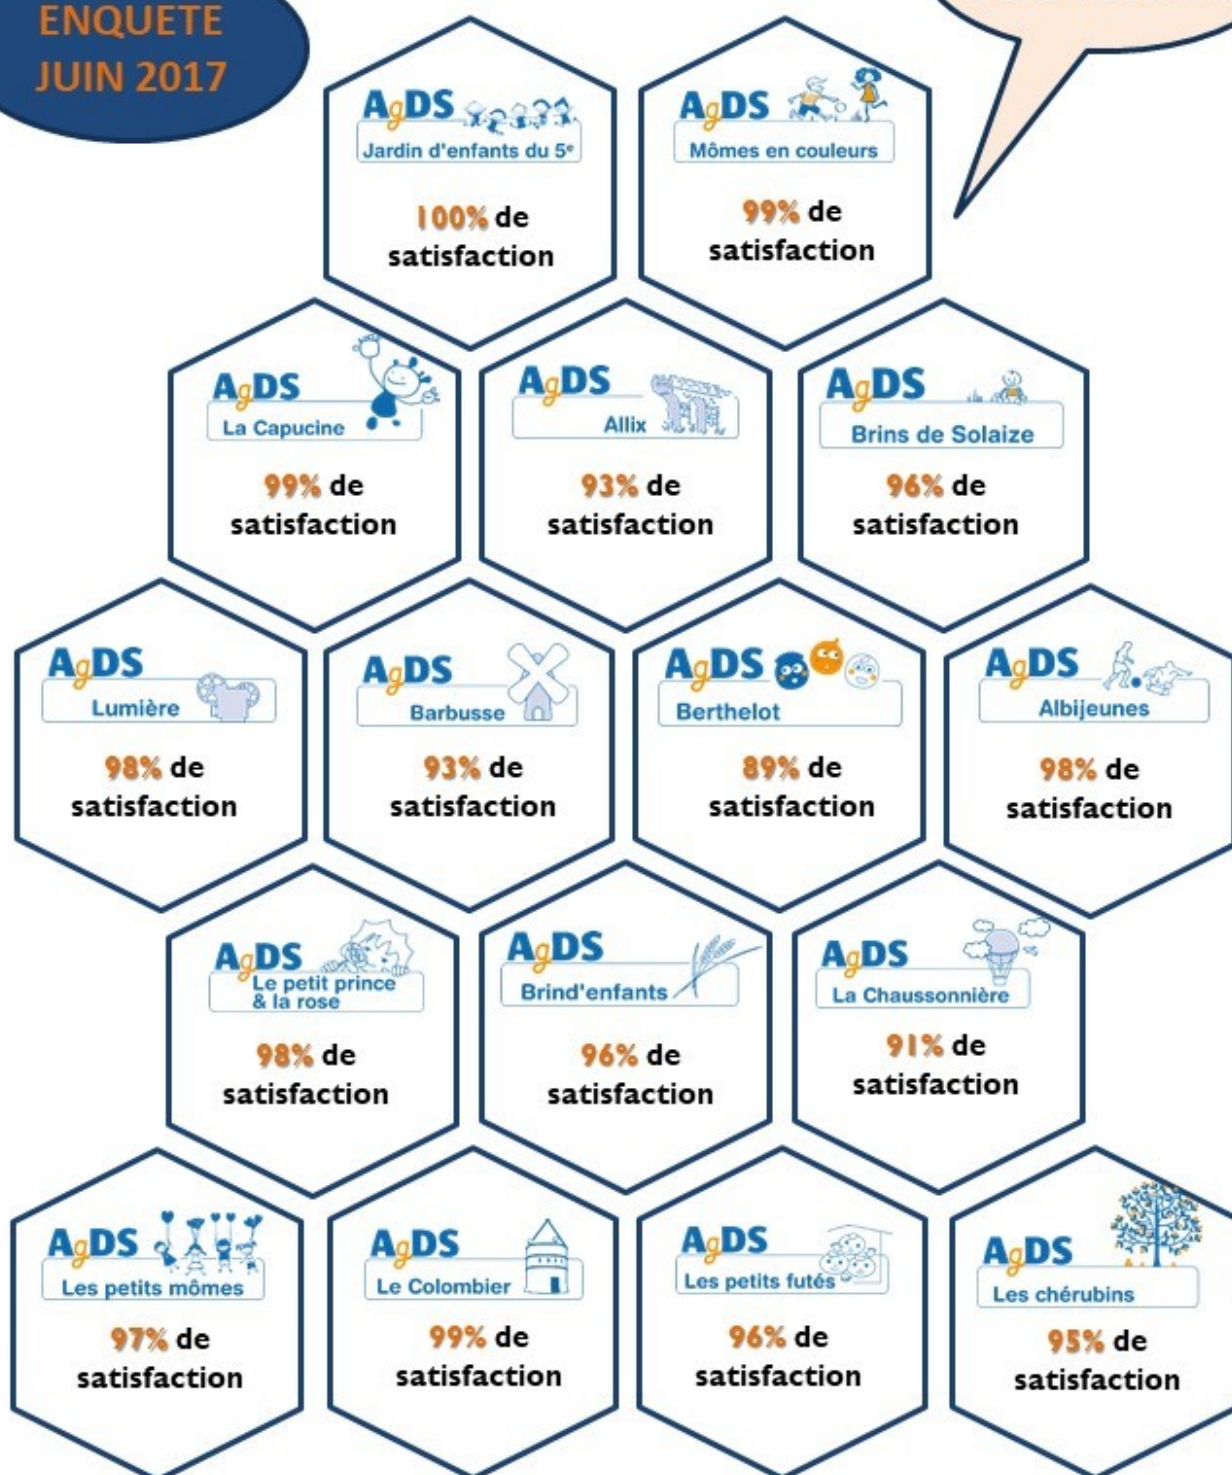 ENQUETE
JUIN 2017
AgDS
Jardin d'enfants du 5e
100% de
satisfaction
AgDS
Mômes en couleurs
99% de
satisfaction
AgDS
La Capucine
99% de
satisfaction
AgDS
Allix
93% de
satisfaction
AgDS
Brins de Solaize
96% de
satisfaction
AgDS
Lumière
98% de
satisfaction
AgDS
Barbusse
93% de
satisfaction
AgDS
Berthelot
89% de
satisfaction
AgDS
Albijeunes
98% de
satisfaction
AgDS
Le petit prince
& la rose
98% de
satisfaction
AgDS
Brind'enfants
96% de
satisfaction
AgDS
La Chaussonnière
91% de
satisfaction
AgDS
Les petits mômes
97% de
satisfaction
AgDS
Le Colombier
99% de
satisfaction
AgDS
Les petits futés
96% de
satisfaction
AgDS
Les chérubins
95% de
satisfaction